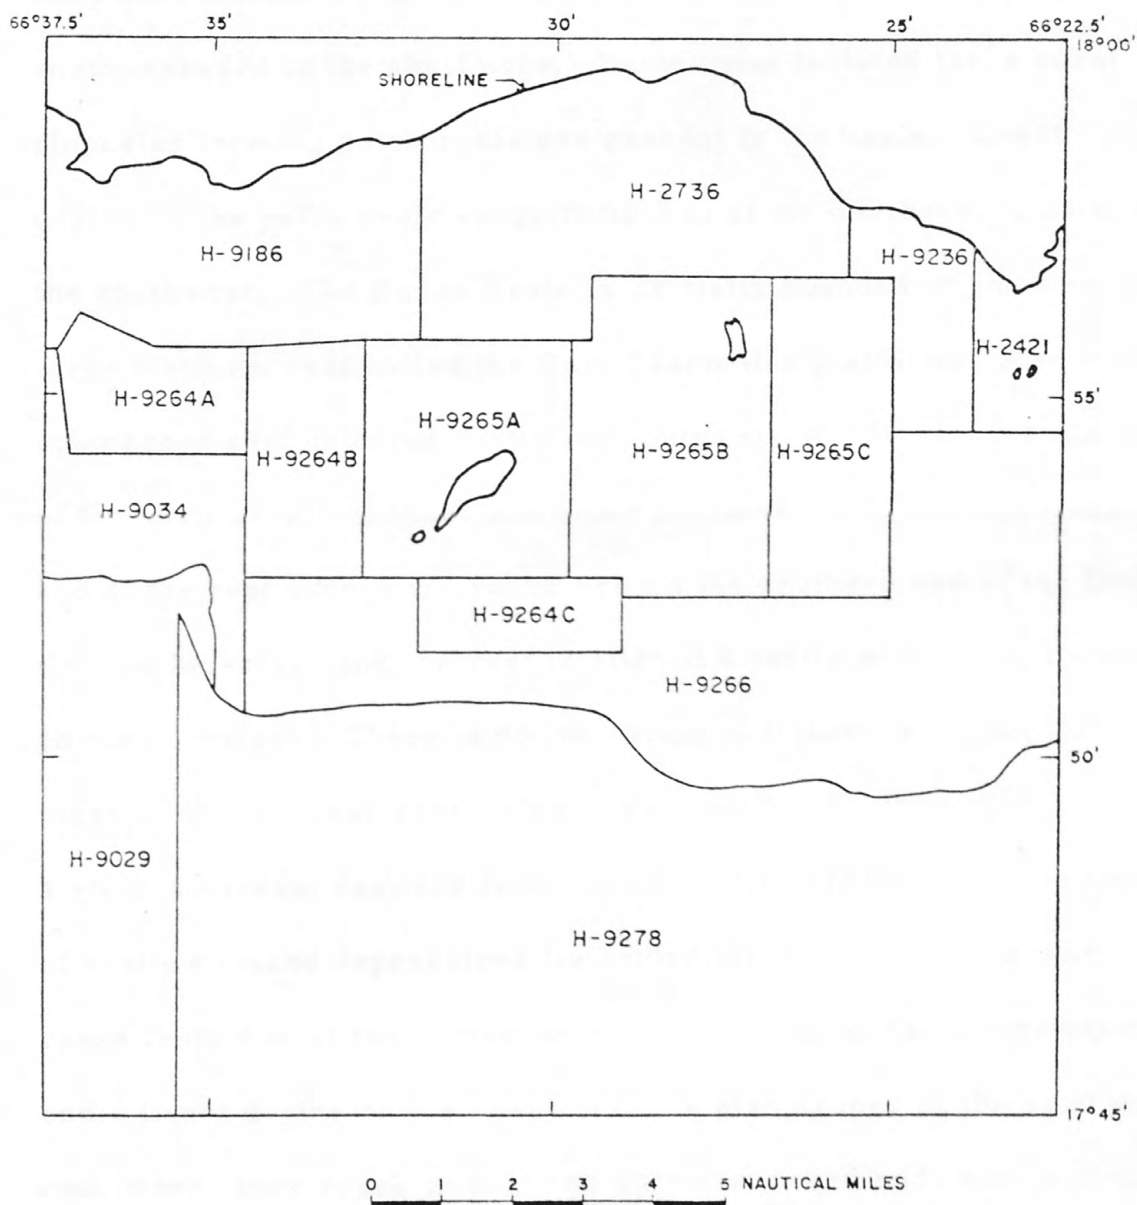 66°37.5' 35' 30' 25' 66°22.5'
18°00'
SHORELINE
H-2736
H-9186
H-9236
H-2421
H-9264A
55'
H-9265A
H-9264B
H-9265B
H-9265C
H-9034
H-9264C
H-9266
50'
H-9029
H-9278
17°45'
0 1 2 3 4 5 NAUTICAL MILES